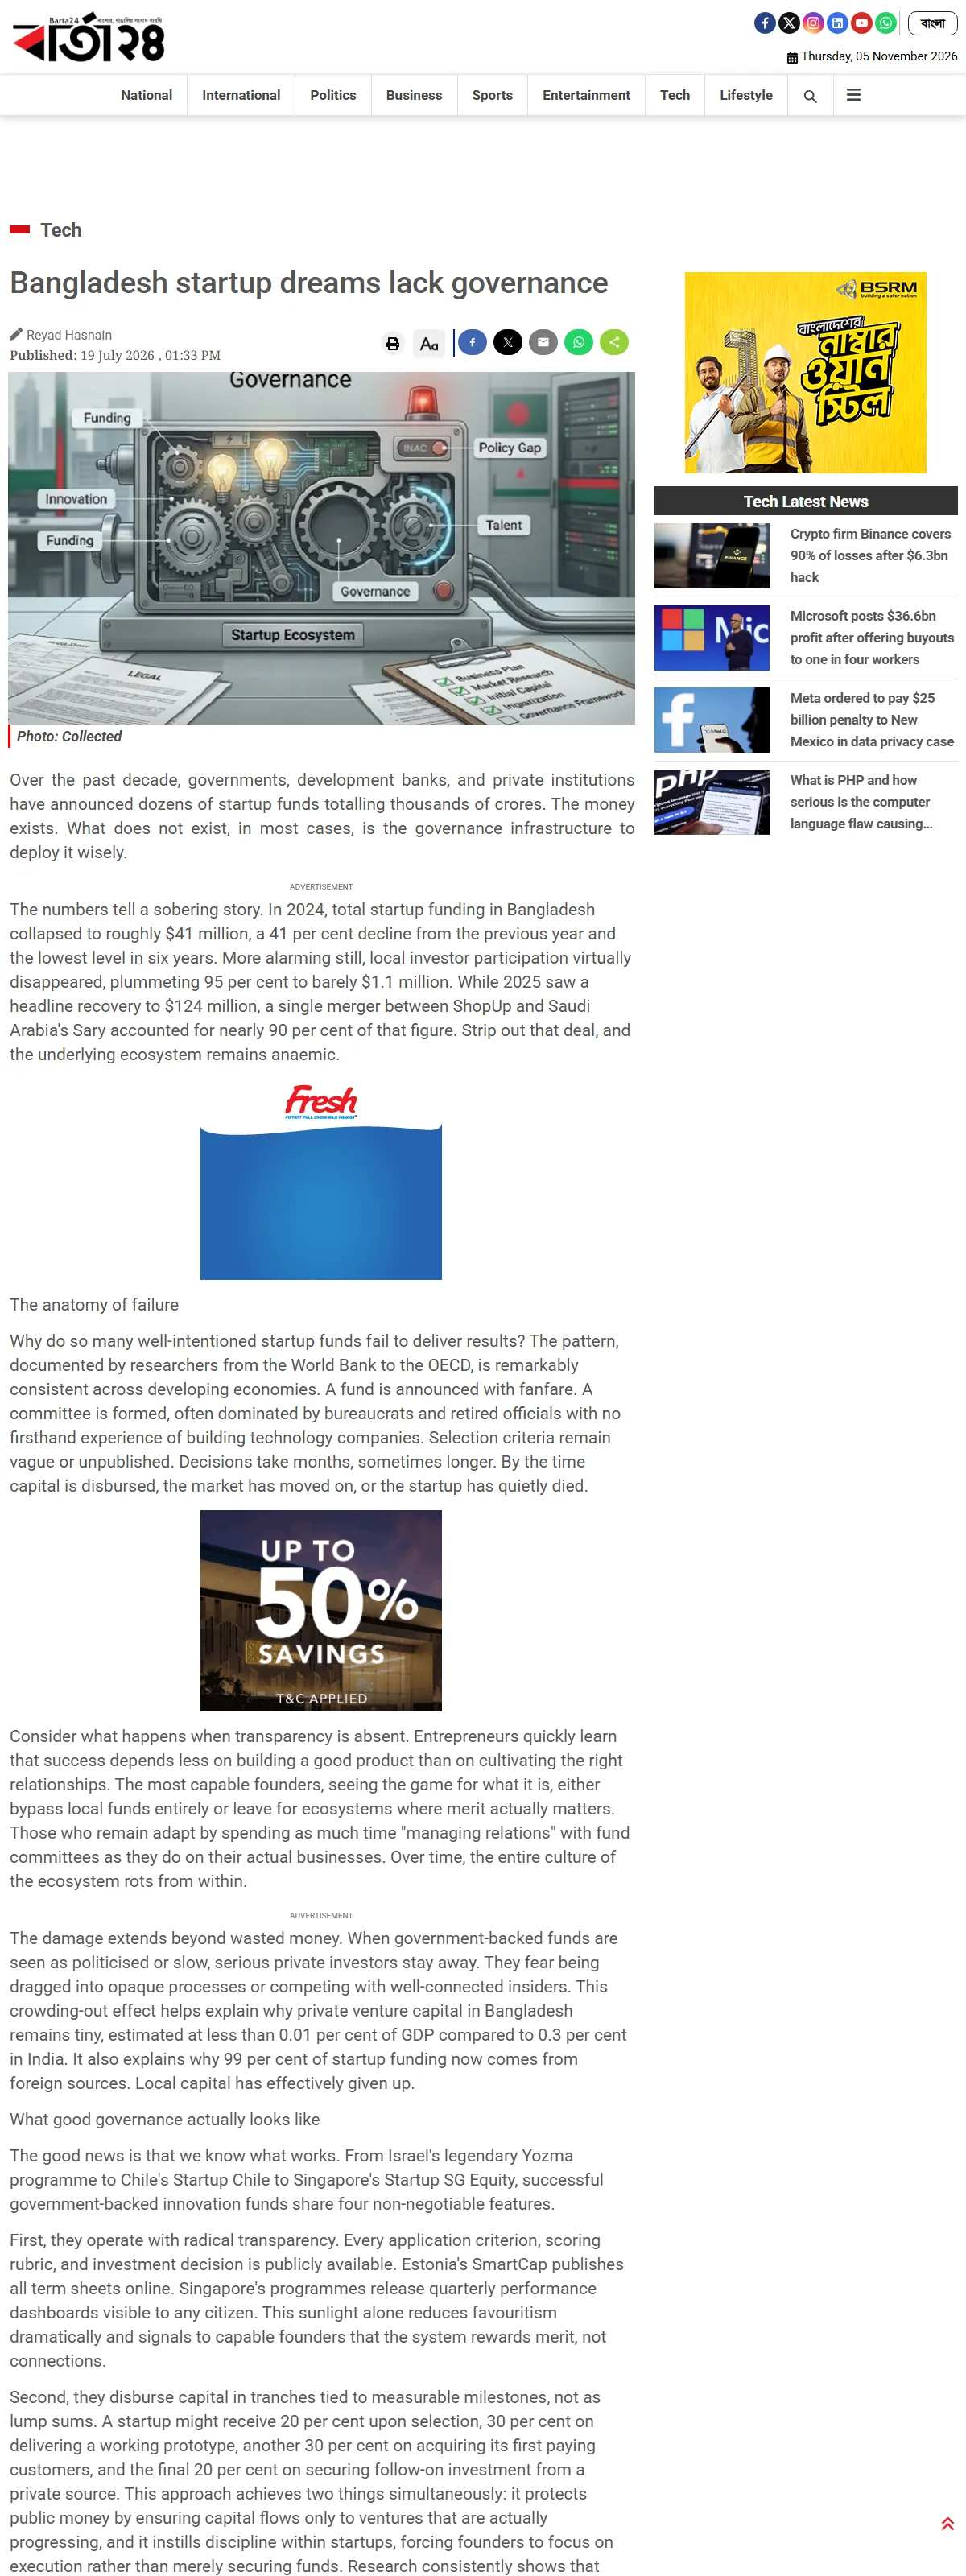 Barta24 বাংলার, বাঙালির সংবাদ সারথি
বার্তা২৪
বাংলা
Thursday, 05 November 2026
National
International
Politics
Business
Sports
Entertainment
Tech
Lifestyle
Tech
Bangladesh startup dreams lack governance
Reyad Hasnain
Published: 19 July 2026 , 01:33 PM
Aa
Governance
Funding
INAC
Policy Gap
Innovation
Talent
Funding
Governance
Startup Ecosystem
LEGAL
Business Plan
Market Research
Initial Capital
Governance Framework
Photo: Collected
Over the past decade, governments, development banks, and private institutions
have announced dozens of startup funds totalling thousands of crores. The money
exists. What does not exist, in most cases, is the governance infrastructure to
deploy it wisely.
ADVERTISEMENT
The numbers tell a sobering story. In 2024, total startup funding in Bangladesh
collapsed to roughly $41 million, a 41 per cent decline from the previous year and
the lowest level in six years. More alarming still, local investor participation virtually
disappeared, plummeting 95 per cent to barely $1.1 million. While 2025 saw a
headline recovery to $124 million, a single merger between ShopUp and Saudi
Arabia's Sary accounted for nearly 90 per cent of that figure. Strip out that deal, and
the underlying ecosystem remains anaemic.
Fresh
The anatomy of failure
Why do so many well-intentioned startup funds fail to deliver results? The pattern,
documented by researchers from the World Bank to the OECD, is remarkably
consistent across developing economies. A fund is announced with fanfare. A
committee is formed, often dominated by bureaucrats and retired officials with no
firsthand experience of building technology companies. Selection criteria remain
vague or unpublished. Decisions take months, sometimes longer. By the time
capital is disbursed, the market has moved on, or the startup has quietly died.
UP TO
50%
SAVINGS
T&C APPLIED
Consider what happens when transparency is absent. Entrepreneurs quickly learn
that success depends less on building a good product than on cultivating the right
relationships. The most capable founders, seeing the game for what it is, either
bypass local funds entirely or leave for ecosystems where merit actually matters.
Those who remain adapt by spending as much time "managing relations" with fund
committees as they do on their actual businesses. Over time, the entire culture of
the ecosystem rots from within.
ADVERTISEMENT
The damage extends beyond wasted money. When government-backed funds are
seen as politicised or slow, serious private investors stay away. They fear being
dragged into opaque processes or competing with well-connected insiders. This
crowding-out effect helps explain why private venture capital in Bangladesh
remains tiny, estimated at less than 0.01 per cent of GDP compared to 0.3 per cent
in India. It also explains why 99 per cent of startup funding now comes from
foreign sources. Local capital has effectively given up.
What good governance actually looks like
The good news is that we know what works. From Israel's legendary Yozma
programme to Chile's Startup Chile to Singapore's Startup SG Equity, successful
government-backed innovation funds share four non-negotiable features.
First, they operate with radical transparency. Every application criterion, scoring
rubric, and investment decision is publicly available. Estonia's SmartCap publishes
all term sheets online. Singapore's programmes release quarterly performance
dashboards visible to any citizen. This sunlight alone reduces favouritism
dramatically and signals to capable founders that the system rewards merit, not
connections.
Second, they disburse capital in tranches tied to measurable milestones, not as
lump sums. A startup might receive 20 per cent upon selection, 30 per cent on
delivering a working prototype, another 30 per cent on acquiring its first paying
customers, and the final 20 per cent on securing follow-on investment from a
private source. This approach achieves two things simultaneously: it protects
public money by ensuring capital flows only to ventures that are actually
progressing, and it instills discipline within startups, forcing founders to focus on
execution rather than merely securing funds. Research consistently shows that
BSRM
building a safer nation
বাংলাদেশের
নাম্বার
ওয়ান
স্টিল
Tech Latest News
BINANCE
Crypto firm Binance covers
90% of losses after $6.3bn
hack
Mic
Microsoft posts $36.6bn
profit after offering buyouts
to one in four workers
Meta
Meta ordered to pay $25
billion penalty to New
Mexico in data privacy case
PHP
What is PHP and how
serious is the computer
language flaw causing...